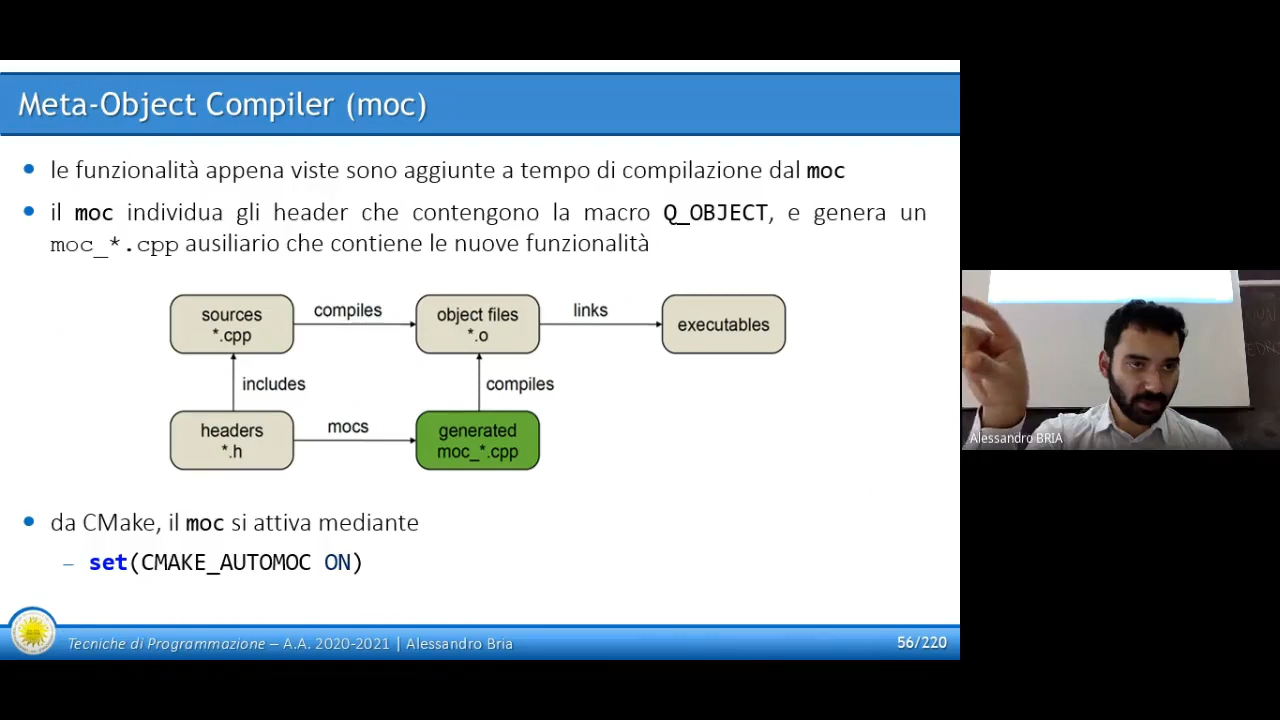 Meta-Object Compiler (moc)
le funzionalità appena viste sono aggiunte a tempo di compilazione dal moc
il moc individua gli header che contengono la macro Q_OBJECT, e genera un
moc_*.cpp ausiliario che contiene le nuove funzionalità
sources
*.cpp
compiles
object files
*.o
links
executables
includes
compiles
headers
*.h
mocs
generated
moc_*.cpp
da CMake, il moc si attiva mediante
– set(CMAKE_AUTOMOC ON)
Tecniche di Programmazione – A.A. 2020-2021 | Alessandro Bria
56/220
Alessandro BRIA